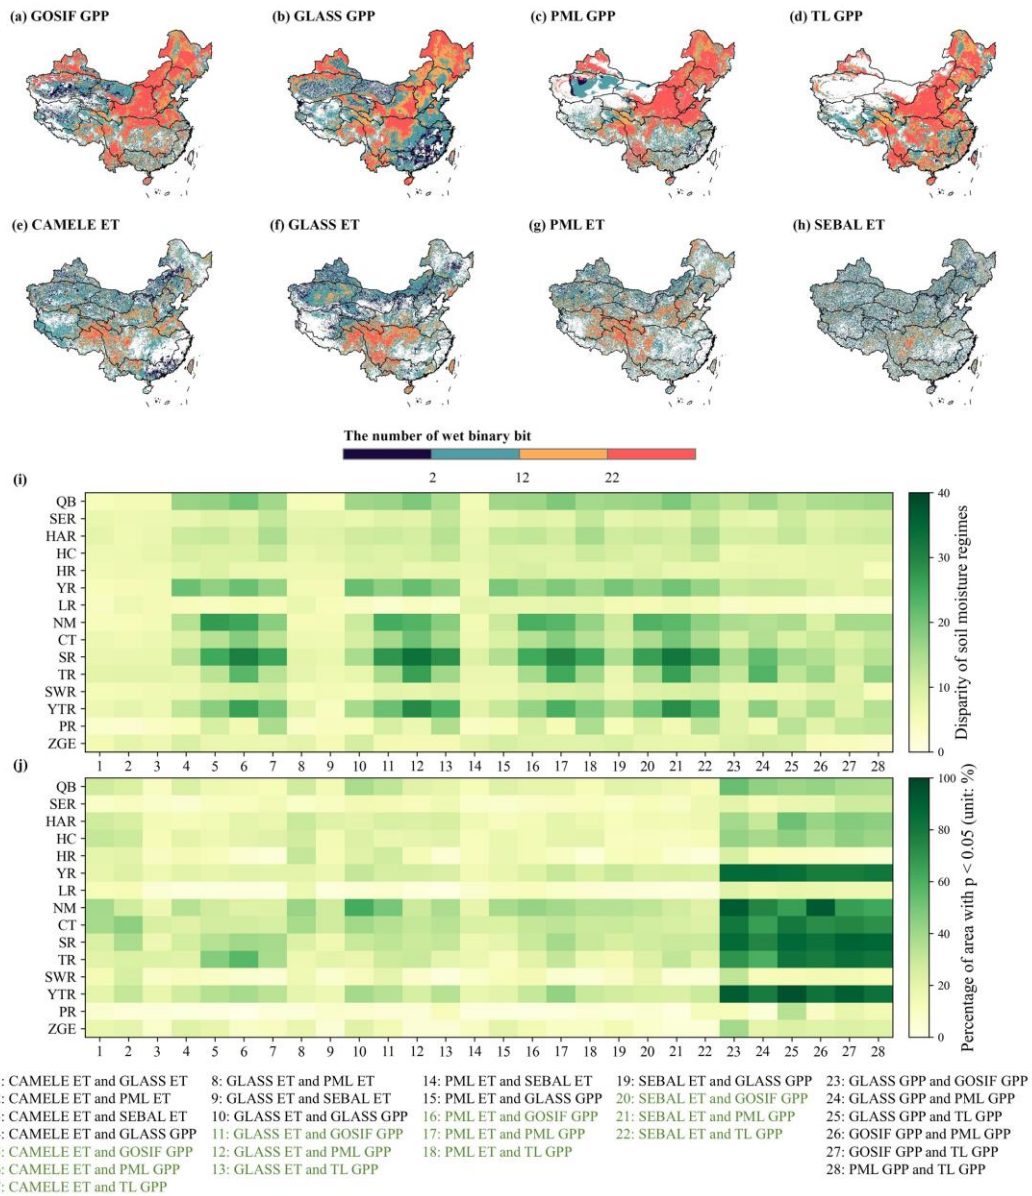 (a) GOSIF GPP
(b) GLASS GPP
(c) PML GPP
(d) TL GPP
(e) CAMELE ET
(f) GLASS ET
(g) PML ET
(h) SEBAL ET
The number of wet binary bit
2 12 22
(i)
QB
SER
HAR
HC
HR
YR
LR
NM
CT
SR
TR
SWR
YTR
PR
ZGE
1 2 3 4 5 6 7 8 9 10 11 12 13 14 15 16 17 18 19 20 21 22 23 24 25 26 27 28
40
30
20
10
0
Disparity of soil moisture regimes
(j)
QB
SER
HAR
HC
HR
YR
LR
NM
CT
SR
TR
SWR
YTR
PR
ZGE
1 2 3 4 5 6 7 8 9 10 11 12 13 14 15 16 17 18 19 20 21 22 23 24 25 26 27 28
100
80
60
40
20
0
Percentage of area with p < 0.05 (unit: %)
: CAMELE ET and GLASS ET
: CAMELE ET and PML ET
: CAMELE ET and SEBAL ET
: CAMELE ET and GLASS GPP
: CAMELE ET and GOSIF GPP
: CAMELE ET and PML GPP
: CAMELE ET and TL GPP
8: GLASS ET and PML ET
9: GLASS ET and SEBAL ET
10: GLASS ET and GLASS GPP
11: GLASS ET and GOSIF GPP
12: GLASS ET and PML GPP
13: GLASS ET and TL GPP
14: PML ET and SEBAL ET
15: PML ET and GLASS GPP
16: PML ET and GOSIF GPP
17: PML ET and PML GPP
18: PML ET and TL GPP
19: SEBAL ET and GLASS GPP
20: SEBAL ET and GOSIF GPP
21: SEBAL ET and PML GPP
22: SEBAL ET and TL GPP
23: GLASS GPP and GOSIF GPP
24: GLASS GPP and PML GPP
25: GLASS GPP and TL GPP
26: GOSIF GPP and PML GPP
27: GOSIF GPP and TL GPP
28: PML GPP and TL GPP